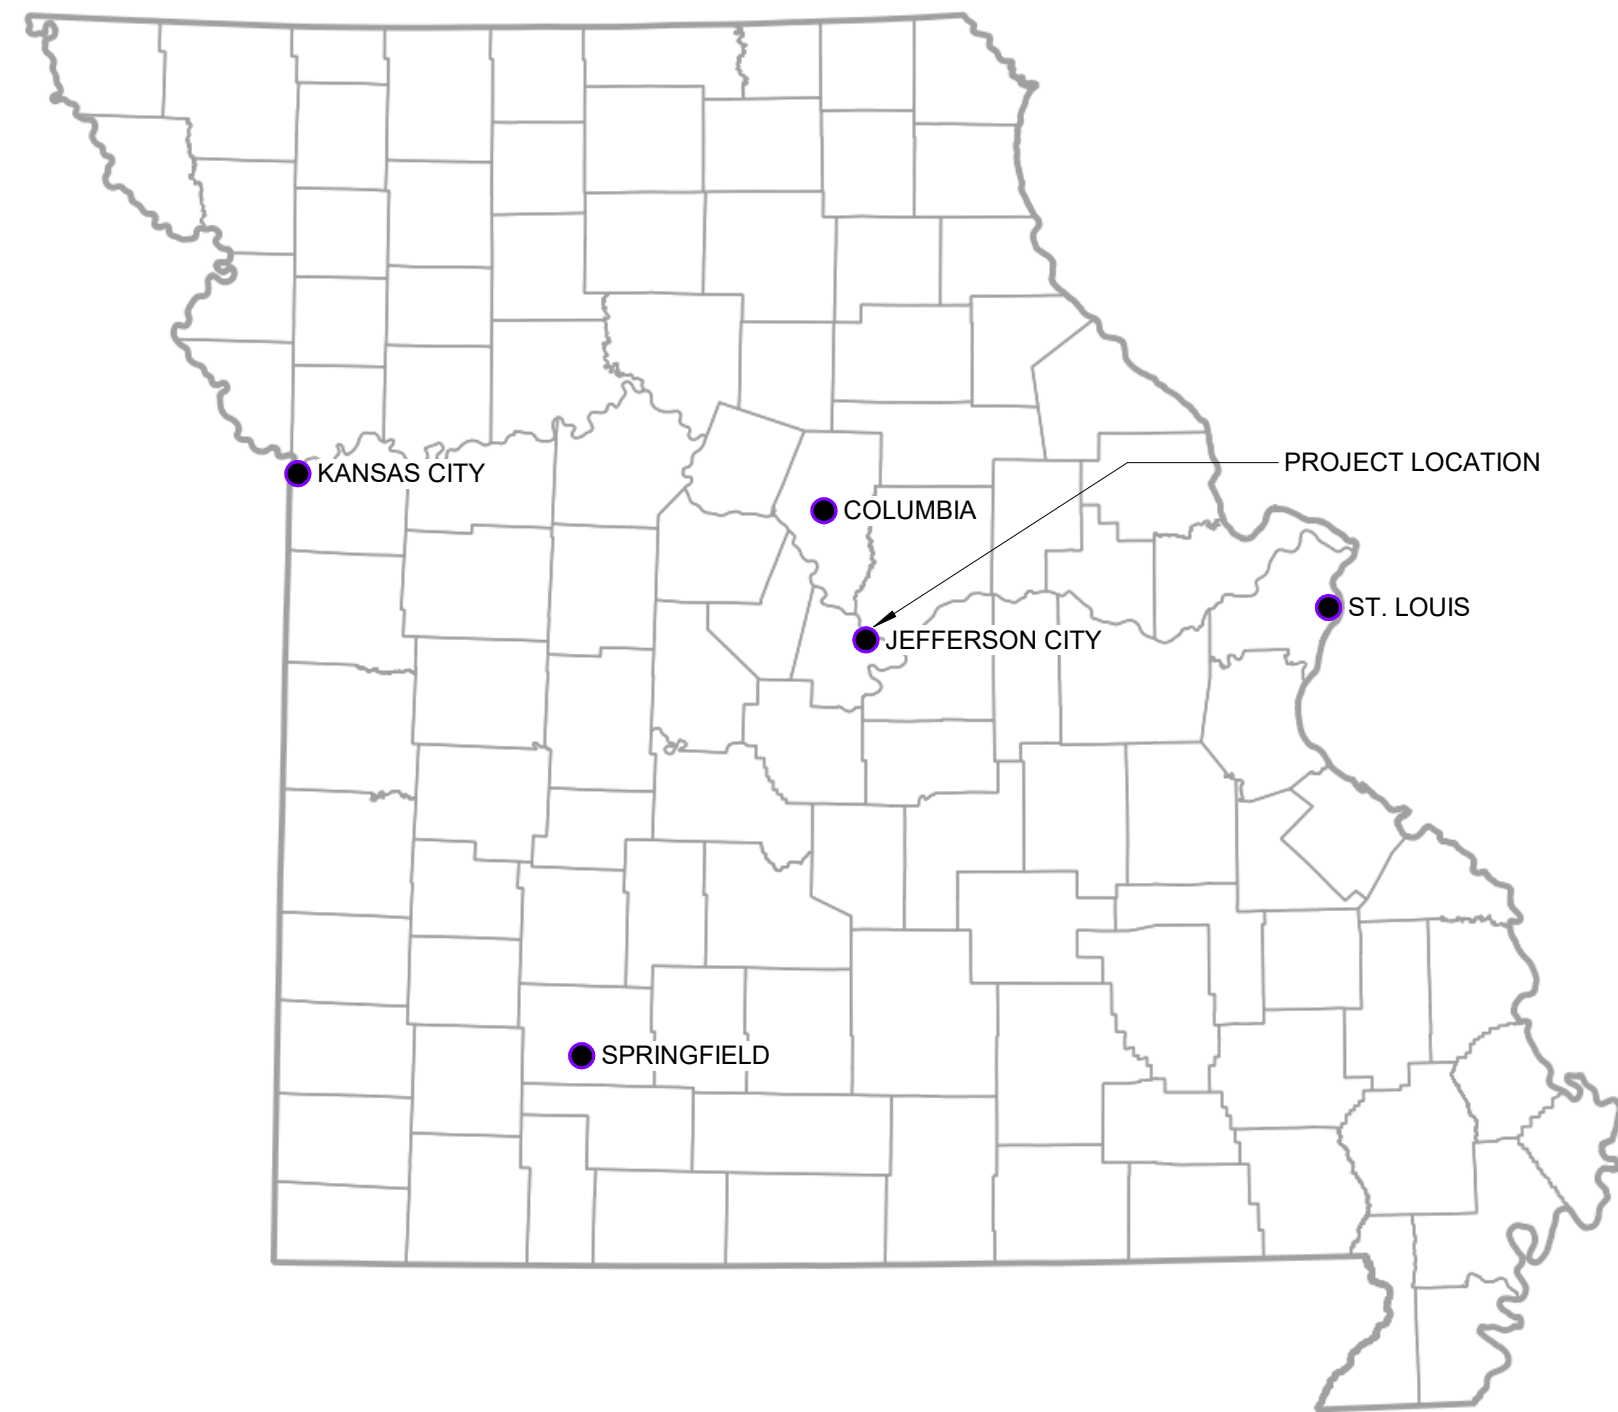 PROJECT LOCATION
KANSAS CITY
COLUMBIA
ST. LOUIS
JEFFERSON CITY
SPRINGFIELD